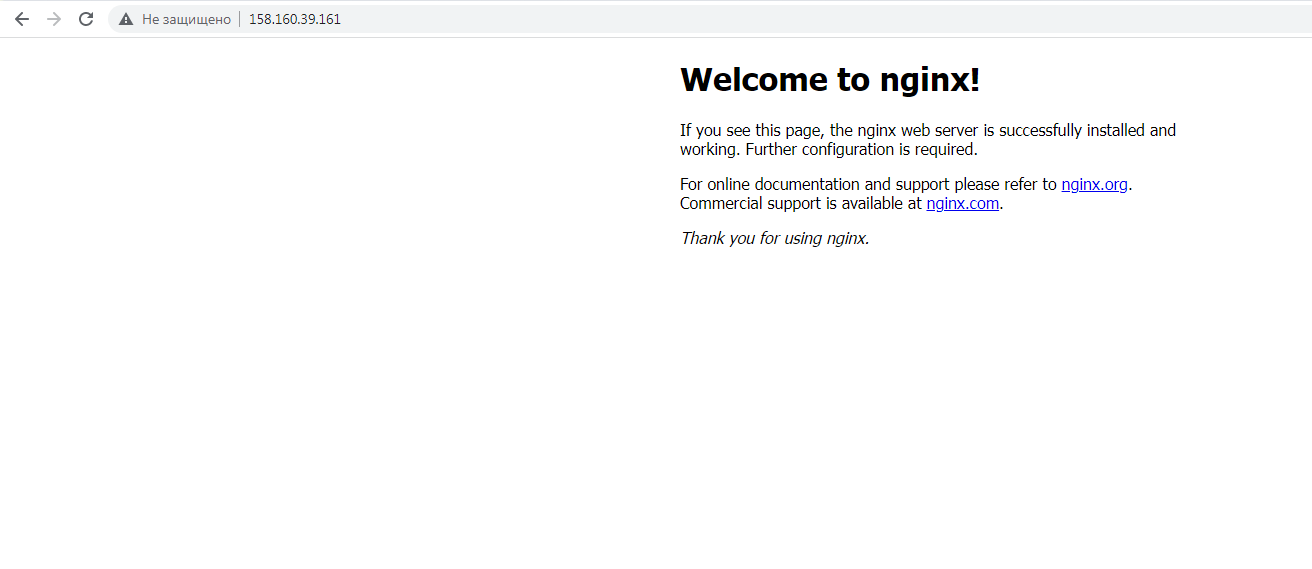 Не защищено 158.160.39.161
Welcome to nginx!
If you see this page, the nginx web server is successfully installed and
working. Further configuration is required.
For online documentation and support please refer to nginx.org.
Commercial support is available at nginx.com.
Thank you for using nginx.